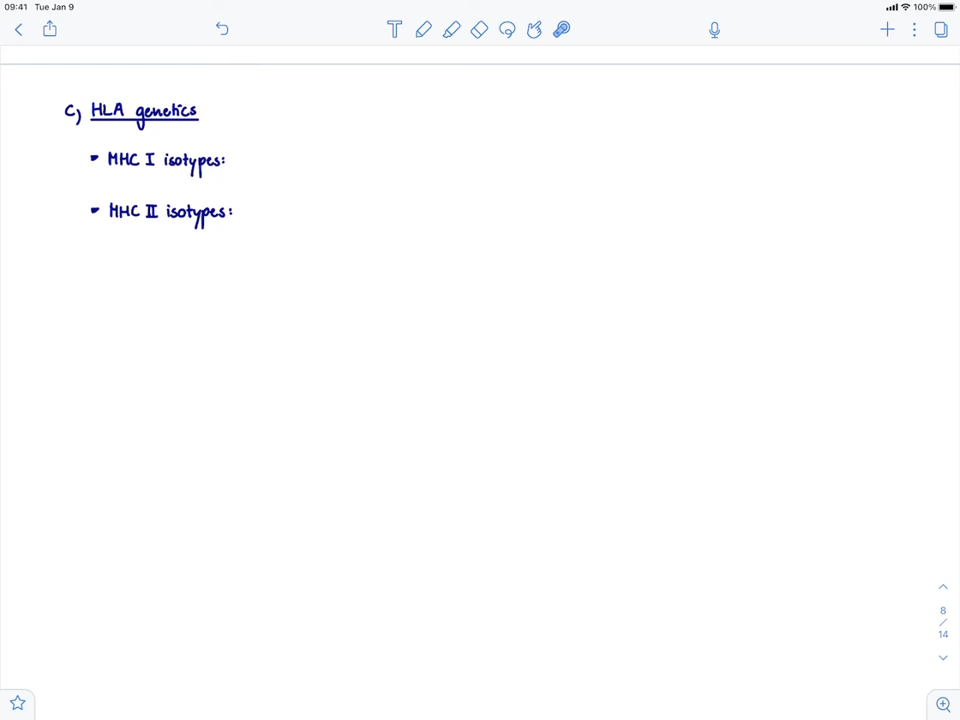 09:41 Tue Jan 9 100%
C) HLA genetics
- MHC I isotypes:
- MHC II isotypes:
8
/
14